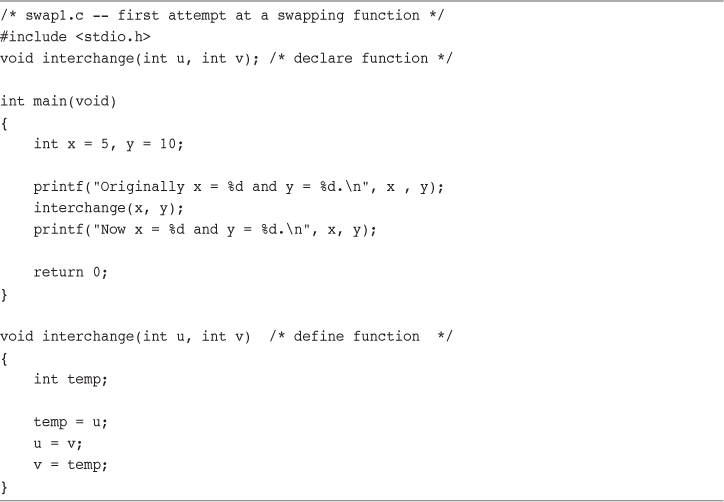 /* swap1.c -- first attempt at a swapping function */
#include <stdio.h>
void interchange(int u, int v); /* declare function */

int main(void)
{
    int x = 5, y = 10;

    printf("Originally x = %d and y = %d.\n", x , y);
    interchange(x, y);
    printf("Now x = %d and y = %d.\n", x, y);

    return 0;
}

void interchange(int u, int v)  /* define function  */
{
    int temp;

    temp = u;
    u = v;
    v = temp;
}